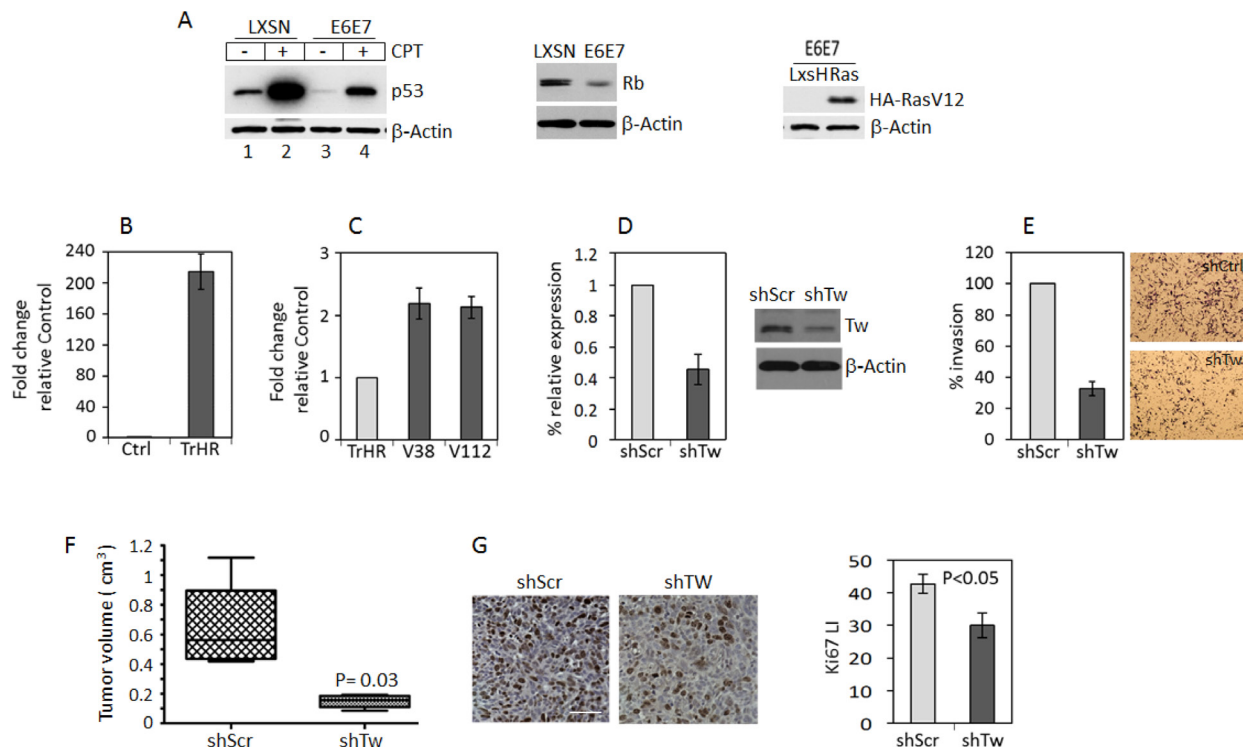 A
LXSN E6E7
- + - + CPT
p53
β-Actin
1 2 3 4
LXSN E6E7
Rb
β-Actin
E6E7
LxsH Ras
HA-RasV12
β-Actin
B
Fold change
relative Control
240
200
160
120
80
40
0
Ctrl TrHR
C
Fold change
relative Control
3
2
1
0
TrHR V38 V112
D
% relative expression
1.2
1
0.8
0.6
0.4
0.2
0
shScr shTw
shScr shTw
Tw
β-Actin
E
% invasion
120
100
80
60
40
20
0
shScr shTw
shCtrl
shTw
F
Tumor volume ( cm³)
1.2
1
0.8
0.6
0.4
0.2
0
P= 0.03
shScr shTw
G
shScr shTW
Ki67 LI
50
40
30
20
10
0
P<0.05
shScr shTw